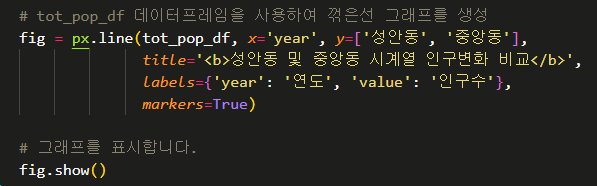 # tot_pop_df 데이터프레임을 사용하여 꺾은선 그래프를 생성
fig = px.line(tot_pop_df, x='year', y=['성안동', '중앙동'],
title='<b>성안동 및 중앙동 시계열 인구변화 비교</b>',
labels={'year': '연도', 'value': '인구수'},
markers=True)
# 그래프를 표시합니다.
fig.show()